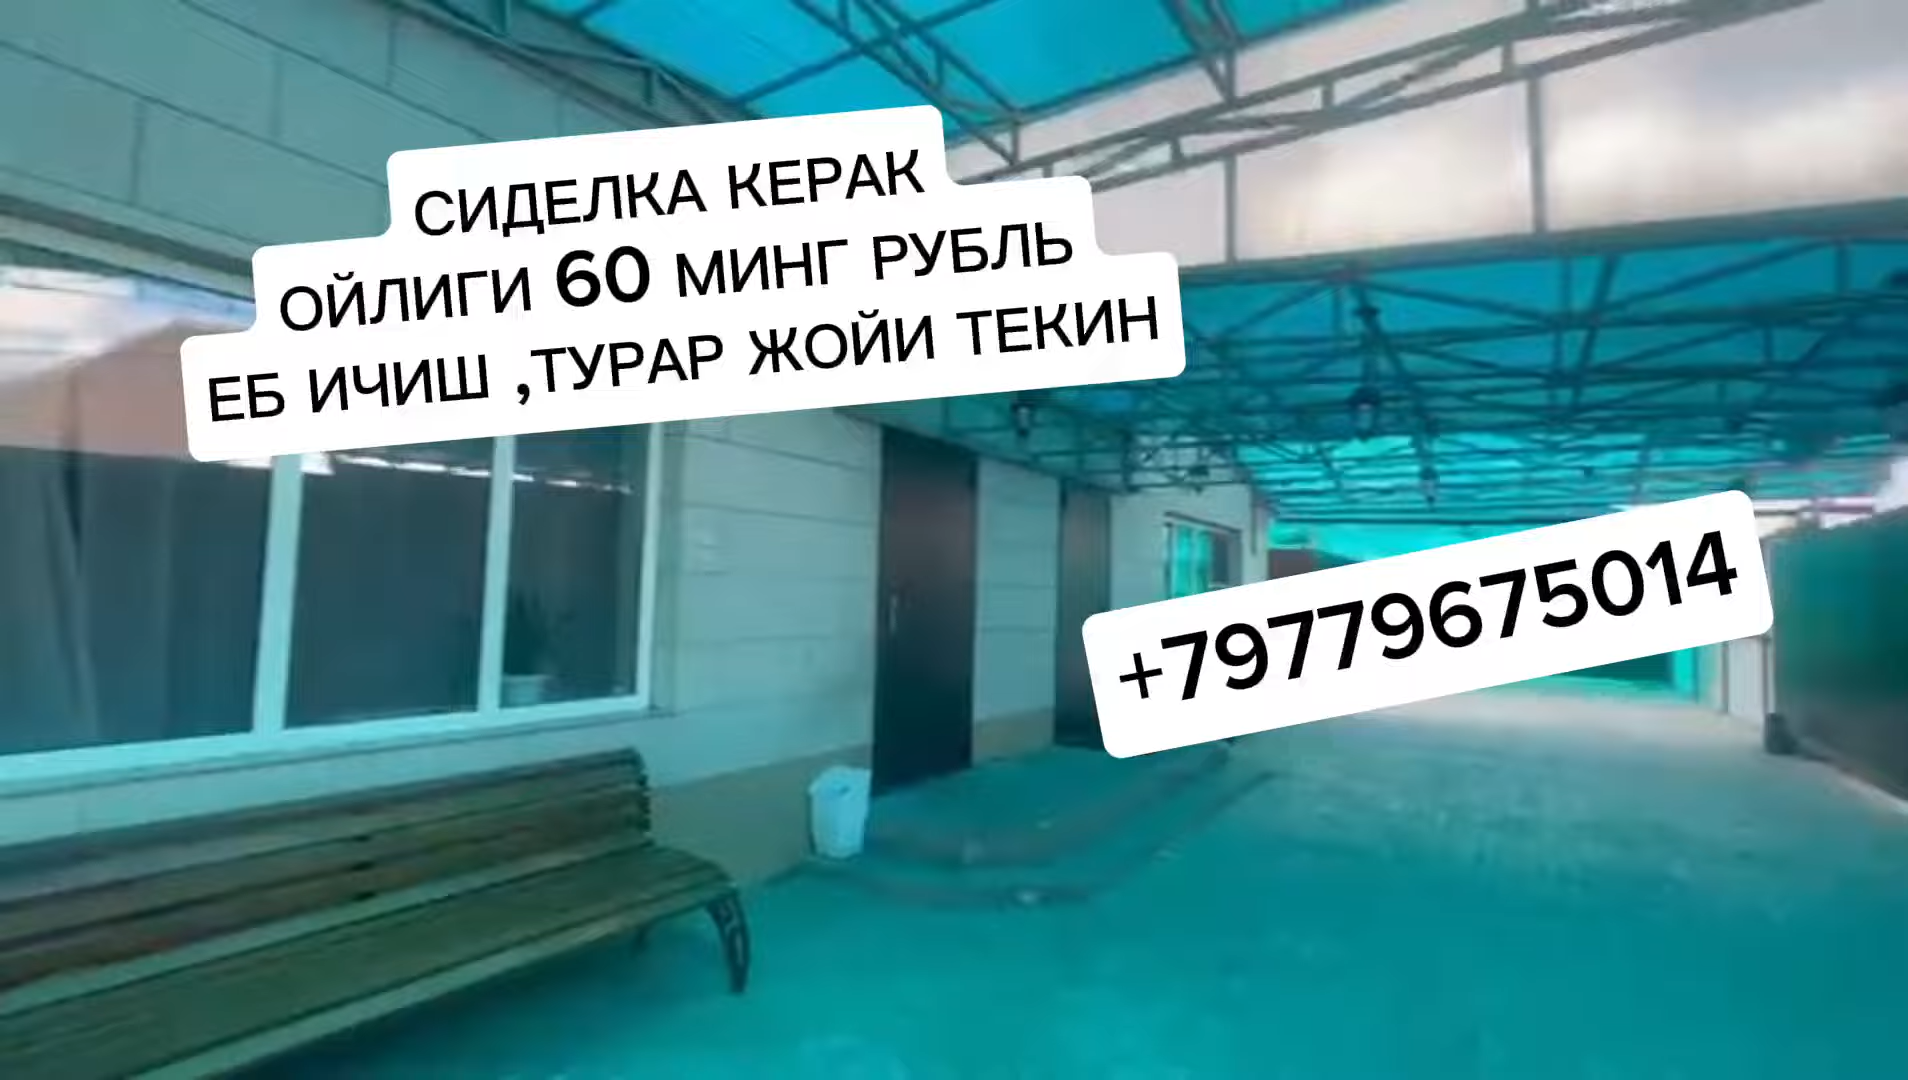 СИДЕЛКА КЕРАК
ОЙЛИГИ 60 МИНГ РУБЛЬ
ЕБ ИЧИШ ,ТУРАР ЖОЙИ ТЕКИН
+79779675014